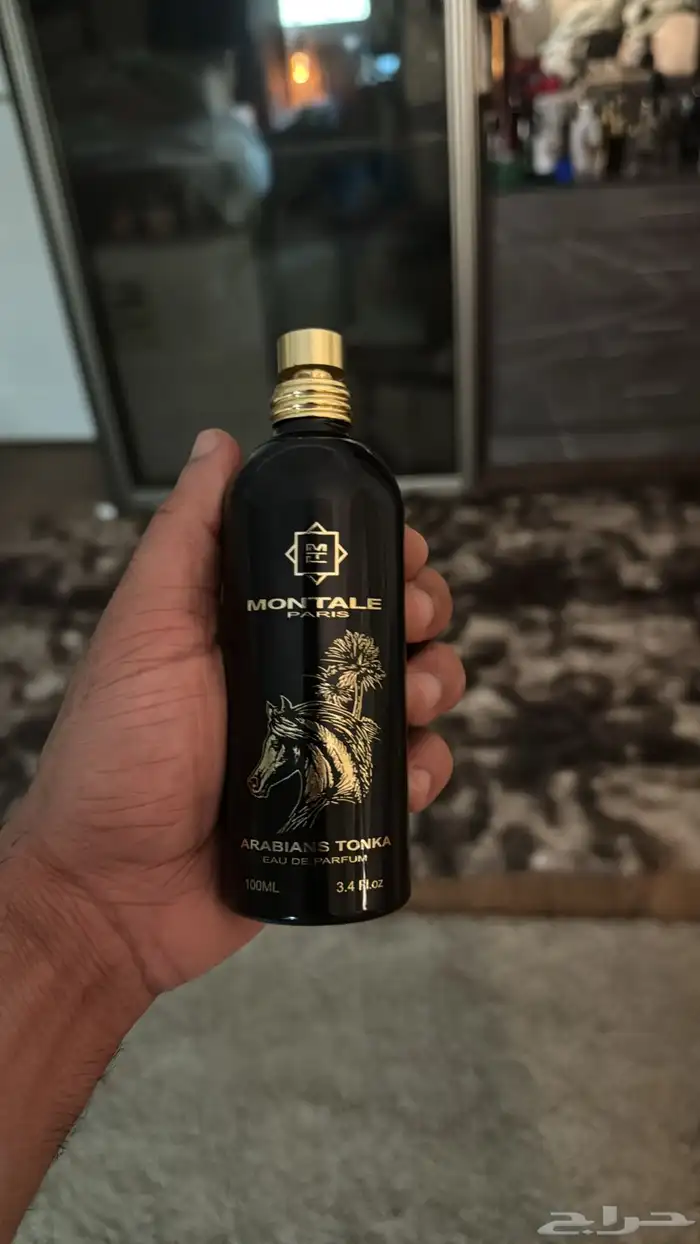 MONTALE
PARIS
ARABIANS TONKA
EAU DE PARFUM
100ML 3.4 Fl.oz
حراج